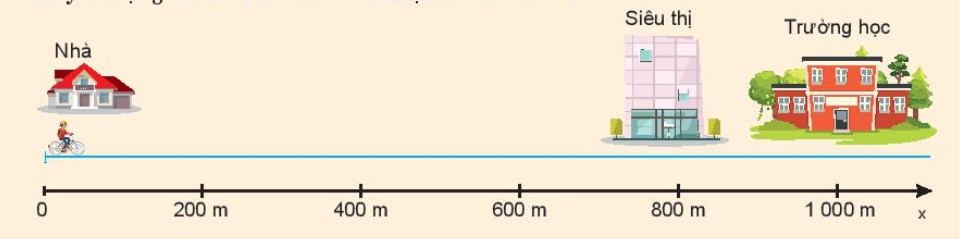 Siêu thị
Trường học
Nhà
0 200 m 400 m 600 m 800 m 1 000 m x